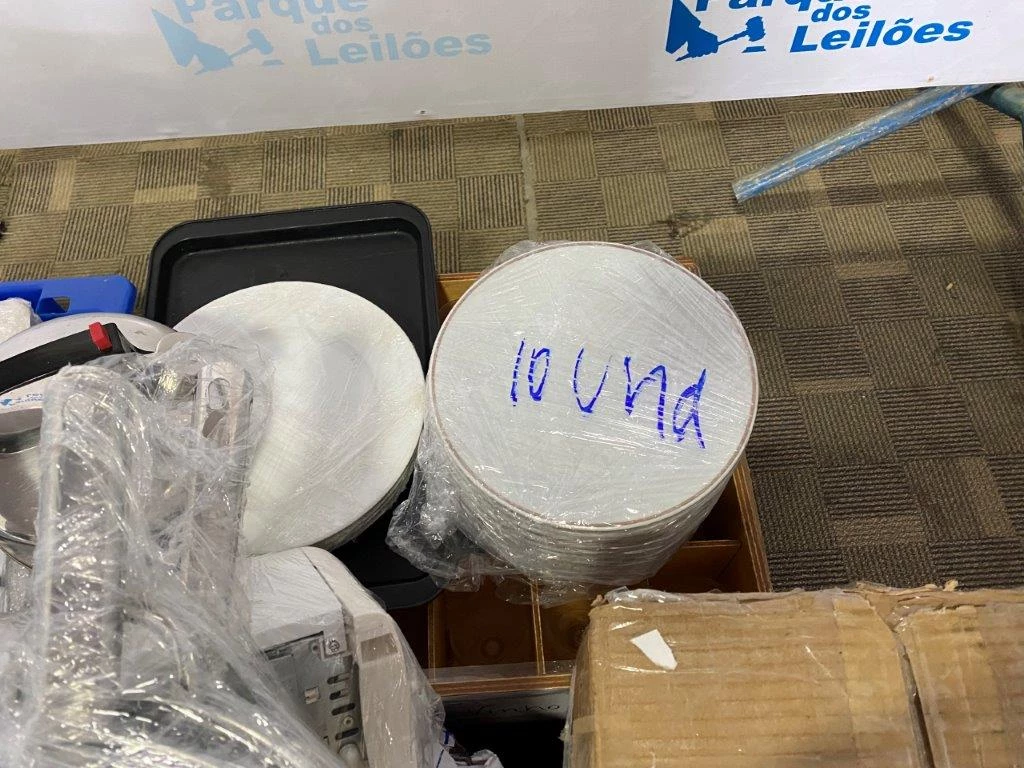 Parque
dos
Leilões
Parque
dos
Leilões
10 und